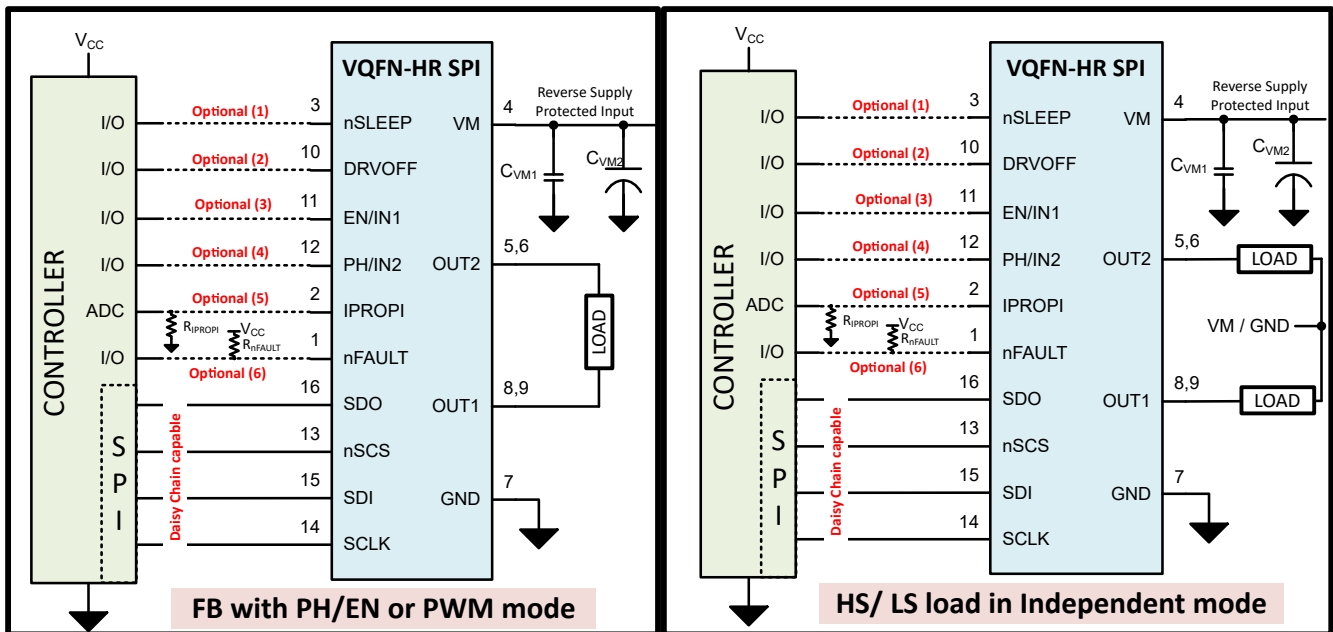 VCC
VQFN-HR SPI
CONTROLLER
I/O
Optional (1)
3
nSLEEP
VM
4
Reverse Supply
Protected Input
I/O
Optional (2)
10
DRVOFF
CVM1
CVM2
I/O
Optional (3)
11
EN/IN1
I/O
Optional (4)
12
PH/IN2
OUT2
5,6
ADC
Optional (5)
2
IPROPI
RIPROPI
VCC
RnFAULT
LOAD
I/O
1
nFAULT
Optional (6)
16
SDO
OUT1
8,9
SPI
Daisy Chain capable
13
nSCS
15
SDI
GND
7
14
SCLK
FB with PH/EN or PWM mode
VCC
VQFN-HR SPI
CONTROLLER
I/O
Optional (1)
3
nSLEEP
VM
4
Reverse Supply
Protected Input
I/O
Optional (2)
10
DRVOFF
CVM1
CVM2
I/O
Optional (3)
11
EN/IN1
I/O
Optional (4)
12
PH/IN2
OUT2
5,6
LOAD
ADC
Optional (5)
2
IPROPI
RIPROPI
VCC
RnFAULT
VM / GND
I/O
1
nFAULT
Optional (6)
16
SDO
OUT1
8,9
LOAD
SPI
Daisy Chain capable
13
nSCS
15
SDI
GND
7
14
SCLK
HS/ LS load in Independent mode